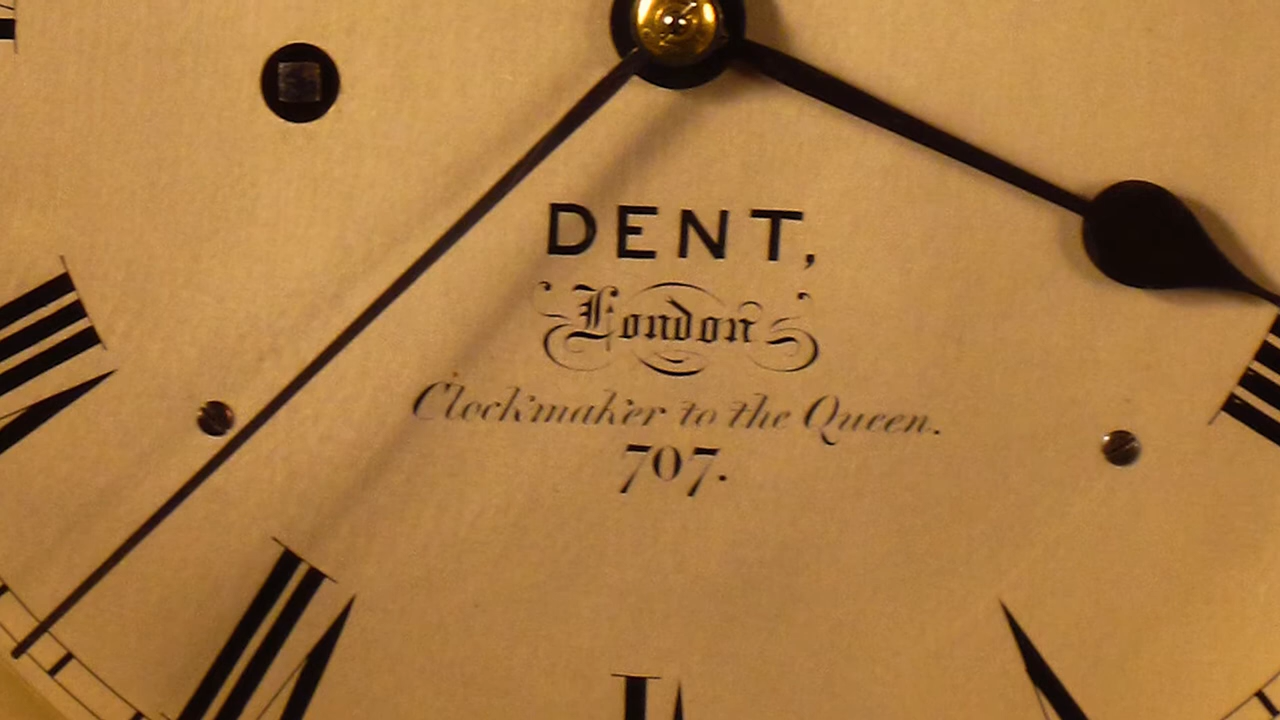 DENT,
London
Clockmaker to the Queen.
707.